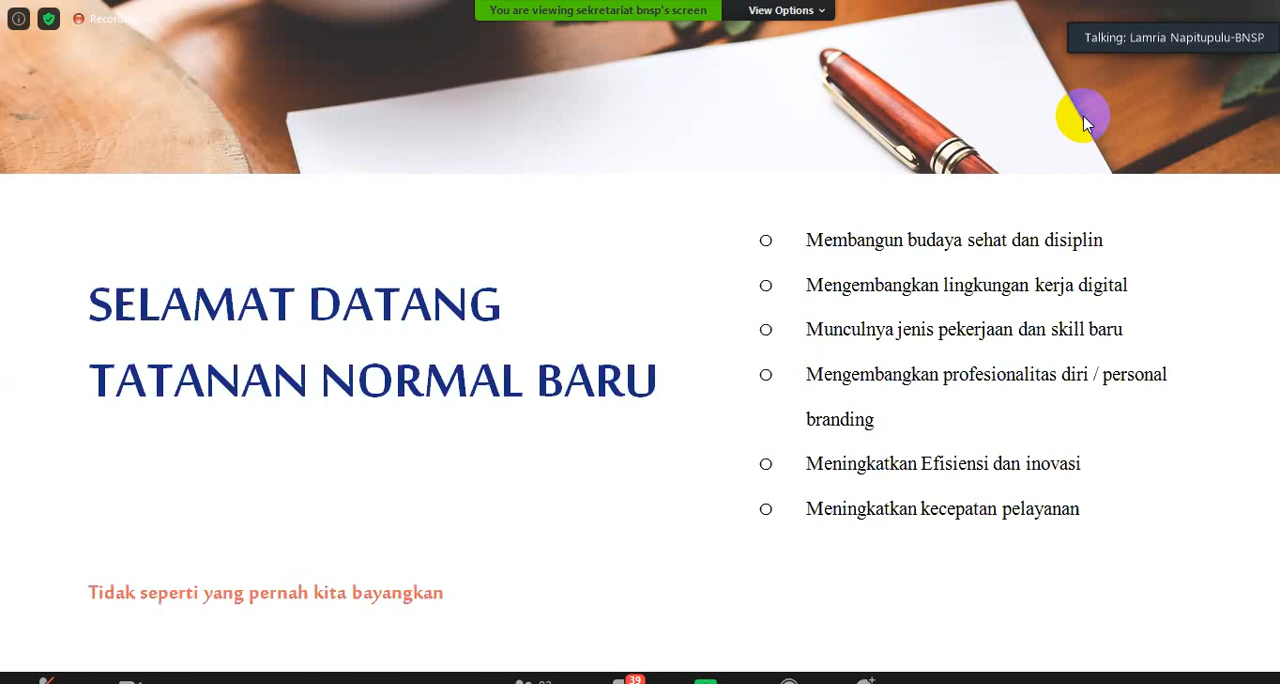 Recording
You are viewing sekretariat bnsp's screen
View Options
Talking: Lamria Napitupulu-BNSP
SELAMAT DATANG
TATANAN NORMAL BARU
Tidak seperti yang pernah kita bayangkan
Membangun budaya sehat dan disiplin
Mengembangkan lingkungan kerja digital
Munculnya jenis pekerjaan dan skill baru
Mengembangkan profesionalitas diri / personal
branding
Meningkatkan Efisiensi dan inovasi
Meningkatkan kecepatan pelayanan
39